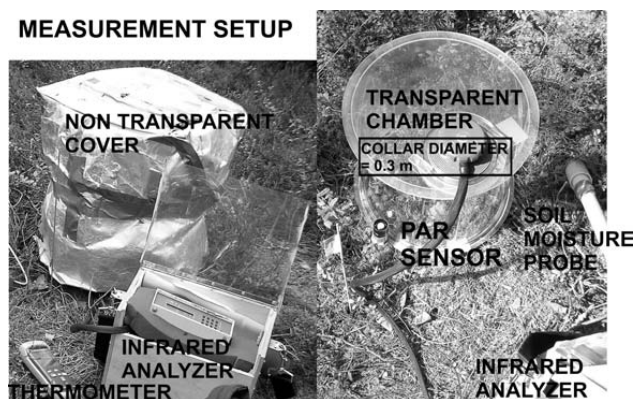 MEASUREMENT SETUP
NON TRANSPARENT
COVER
INFRARED
ANALYZER
THERMOMETER
TRANSPARENT
CHAMBER
COLLAR DIAMETER
= 0.3 m
PAR
SENSOR
SOIL
MOISTURE
PROBE
INFRARED
ANALYZER